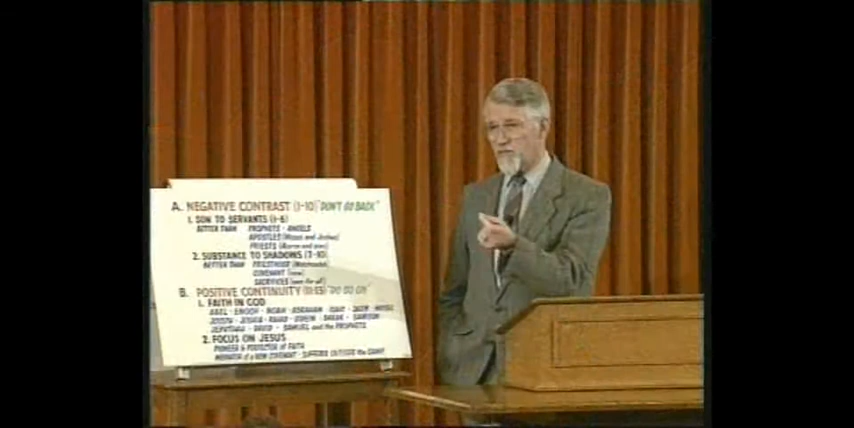 A. NEGATIVE CONTRAST (1-10) "DON'T GO BACK"
1. SON TO SERVANTS (1-6)
BETTER THAN PROPHETS - ANGELS
APOSTLES (Moses and Joshua)
PRIESTS (Aaron and sons)
2. SUBSTANCE TO SHADOWS (7-10)
BETTER THAN PRIESTHOOD (Melchizedek)
COVENANT (new)
SACRIFICES (once-for-all)
B. POSITIVE CONTINUITY (11-13) "DO GO ON"
1. FAITH IN GOD
ABEL - ENOCH - NOAH - ABRAHAM - ISAAC - JACOB - MOSES
JOSEPH - JOSHUA - RAHAB - GIDEON - BARAK - SAMSON
JEPHTHAH - DAVID - SAMUEL and the PROPHETS
2. FOCUS ON JESUS
PIONEER & PERFECTER OF FAITH
MEDIATOR of a NEW COVENANT - SUFFERER OUTSIDE the CAMP